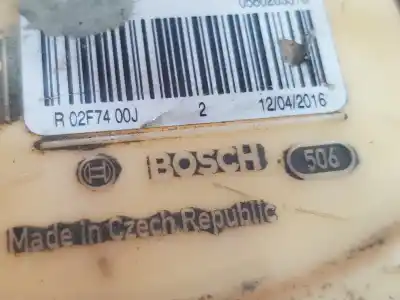 R 02F74 00J 2 12/04/2016
BOSCH 506
Made in Czech Republic